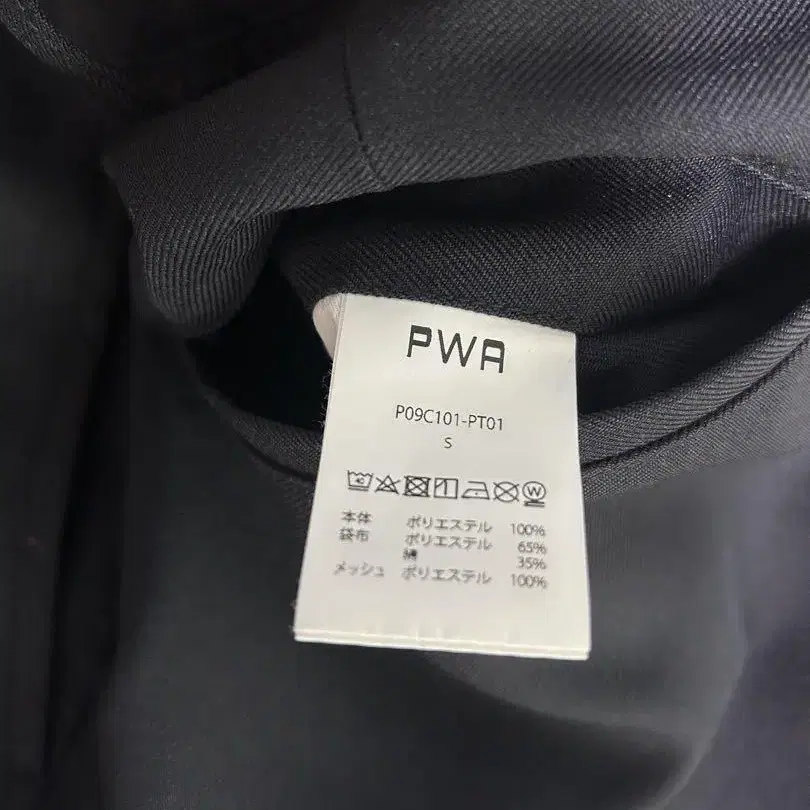 PWA
P09C101-PT01
S
40 W
本体 ポリエステル 100%
袋布 ポリエステル 65%
綿 35%
メッシュ ポリエステル 100%